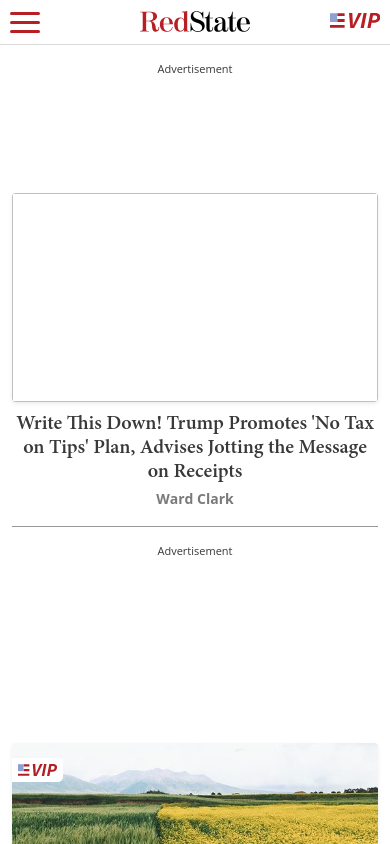 RedState
VIP
Advertisement
Write This Down! Trump Promotes 'No Tax
on Tips' Plan, Advises Jotting the Message
on Receipts
Ward Clark
Advertisement
VIP